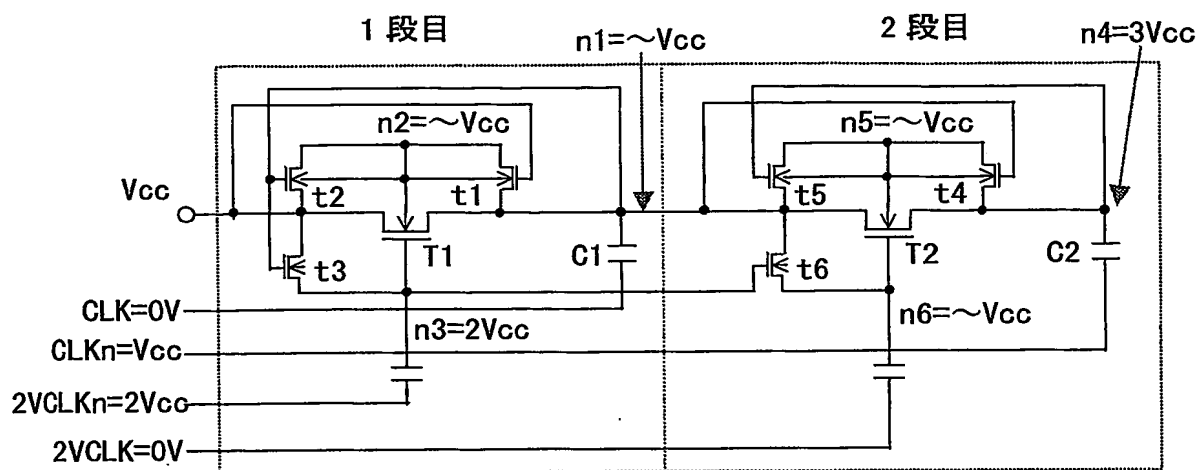 1 段目
n1=～Vcc
2 段目
n4=3Vcc
n2=～Vcc
n5=～Vcc
Vcc
t2
t1
t5
t4
t3
T1
C1
t6
T2
C2
CLK=0V
n3=2Vcc
n6=～Vcc
CLKn=Vcc
2VCLKn=2Vcc
2VCLK=0V